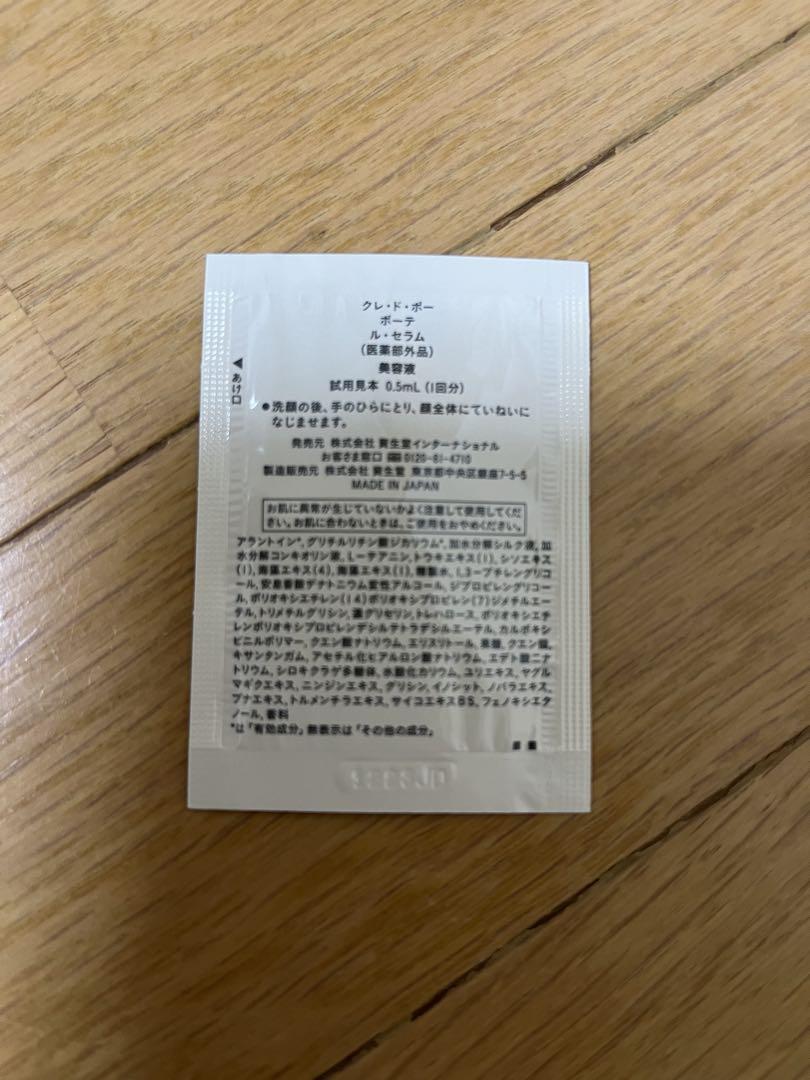 クレ・ド・ポー
ボーテ
ル・セラム
(医薬部外品)
美容液
試用見本 0.5mL (1回分)
◀あけ口
●洗顔の後、手のひらにとり、顔全体にていねいに
なじませます。
発売元 株式会社 資生堂インターナショナル
お客さま窓口 0120-81-4710
製造販売元 株式会社 資生堂 東京都中央区銀座7-5-5
MADE IN JAPAN
お肌に異常が生じていないかよく注意して使用してくだ
さい。お肌に合わないときは、ご使用をおやめください。
アラントイン*, グリチルリチン酸ジカリウム*, 加水分解シルク液, 加
水分解コンキオリン液, L-テアニン, トウキエキス(1), シソエキス
(1), 海藻エキス(4), 海藻エキス(1), 精製水, 1,3-ブチレングリコ
ール, 安息香酸デナトニウム変性アルコール, ジプロピレングリコー
ル, ポリオキシエチレン(14)ポリオキシプロピレン(7)ジメチルエー
テル, トリメチルグリシン, 濃グリセリン, トレハロース, ポリオキシエチ
レンポリオキシプロピレンデシルテトラデシルエーテル, カルボキシ
ビニルポリマー, クエン酸ナトリウム, エリスリトール, 果糖, クエン酸,
キサンタンガム, アセチル化ヒアルロン酸ナトリウム, エデト酸二ナ
トリウム, シロキクラゲ多糖体, 水酸化カリウム, ユリエキス, ヤグル
マギクエキス, ニンジンエキス, グリシン, イノシット, ノバラエキス,
ブナエキス, トルメンチラエキス, サイコエキスBS, フェノキシエタ
ノール, 香料
*は「有効成分」無表示は「その他の成分」